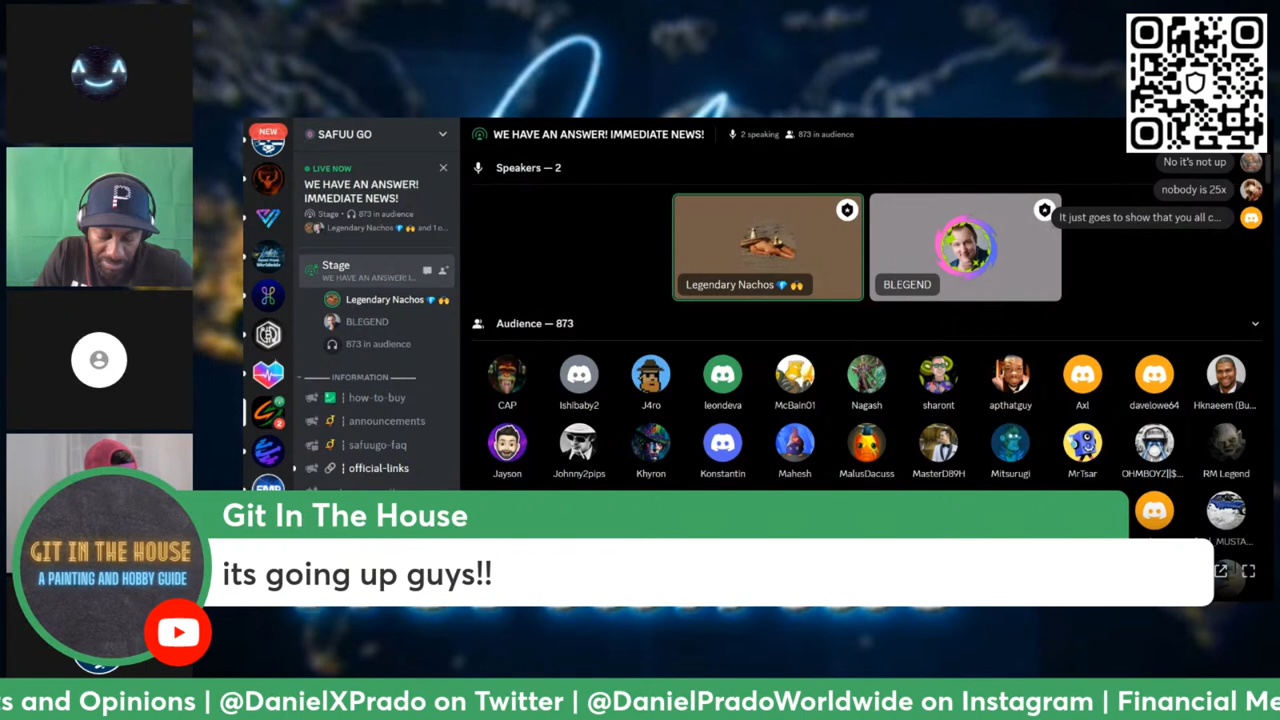 NEW
SAFUU GO
LIVE NOW
WE HAVE AN ANSWER!
IMMEDIATE NEWS!
Stage • 873 in audience
Legendary Nachos 💎 🙌 and 1 o...
Stage
WE HAVE AN ANSWER! I...
Legendary Nachos 💎 🙌
BLEGEND
873 in audience
INFORMATION
how-to-buy
announcements
safuugo-faq
official-links
2
WE HAVE AN ANSWER! IMMEDIATE NEWS!
2 speaking
873 in audience
Speakers — 2
Legendary Nachos 💎 🙌
BLEGEND
No it's not up
nobody is 25x
It just goes to show that you all c...
Audience — 873
CAP
Ishibaby2
J4ro
leondeva
McBain01
Nagash
sharont
apthatguy
Axl
davelowe64
Hknaeem (Bu...
Jayson
Johnny2pips
Khyron
Konstantin
Mahesh
MalusDacuss
MasterD89H
Mitsurugi
MrTsar
OHMBOYZ||$...
RM Legend
MUSTA...
P
GIT IN THE HOUSE
A PAINTING AND HOBBY GUIDE
Git In The House
its going up guys!!
ts and Opinions | @DanielXPrado on Twitter | @DanielPradoWorldwide on Instagram | Financial Me